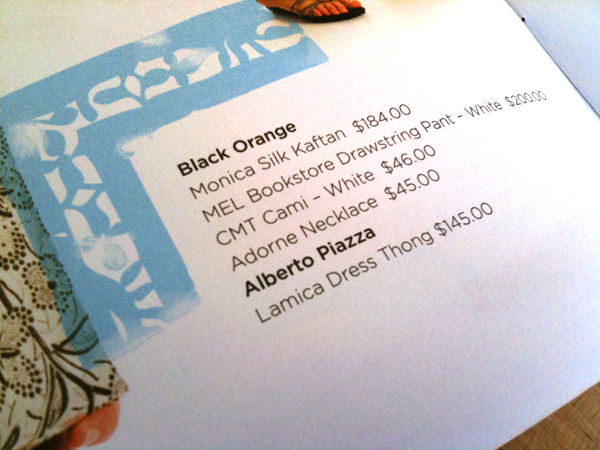 Black Orange
Monica Silk Kaftan $184.00
MEL Bookstore Drawstring Pant - White $200.00
CMT Cami - White $46.00
Adorne Necklace $45.00
Alberto Piazza
Lamica Dress Thong $145.00